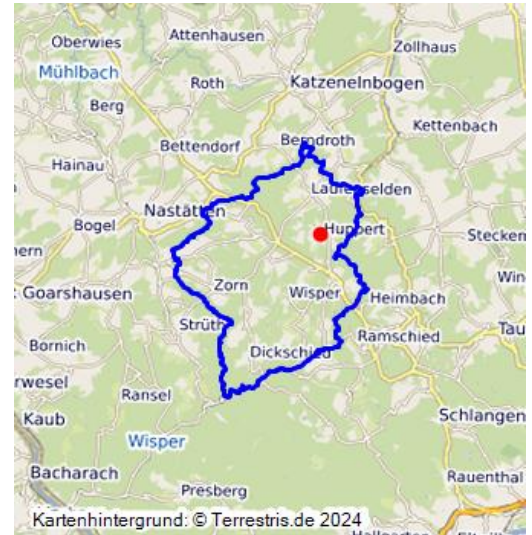 Oberwies
Attenhausen
Zollhaus
Mühlbach
Roth
Katzenelnbogen
Berg
Kettenbach
Bettendorf
Berndroth
Hainau
Laufenselden
Nastätten
Bogel
Huppert
Zorn
Wisper
Goarshausen
Heimbach
Strüth
Ramschied
Bornich
Dickschied
Ransel
Kaub
Schlangen
Wisper
Bacharach
Rauenthal
Presberg
Kartenhintergrund: © Terrestris.de 2024